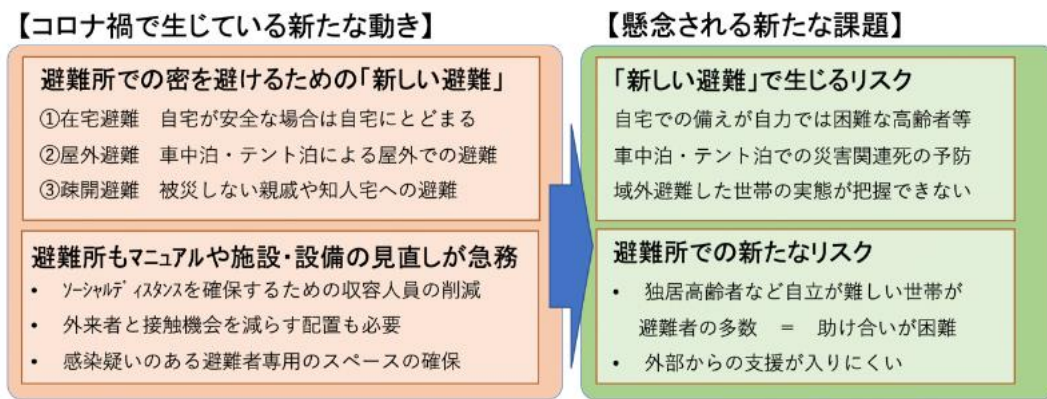 【コロナ禍で生じている新たな動き】
避難所での密を避けるための「新しい避難」
①在宅避難　自宅が安全な場合は自宅にとどまる
②屋外避難　車中泊・テント泊による屋外での避難
③疎開避難　被災しない親戚や知人宅への避難
避難所もマニュアルや施設・設備の見直しが急務
• ソーシャルディスタンスを確保するための収容人員の削減
• 外来者と接触機会を減らす配置も必要
• 感染疑いのある避難者専用のスペースの確保
【懸念される新たな課題】
「新しい避難」で生じるリスク
自宅での備えが自力では困難な高齢者等
車中泊・テント泊での災害関連死の予防
域外避難した世帯の実態が把握できない
避難所での新たなリスク
• 独居高齢者など自立が難しい世帯が
避難者の多数　＝　助け合いが困難
• 外部からの支援が入りにくい